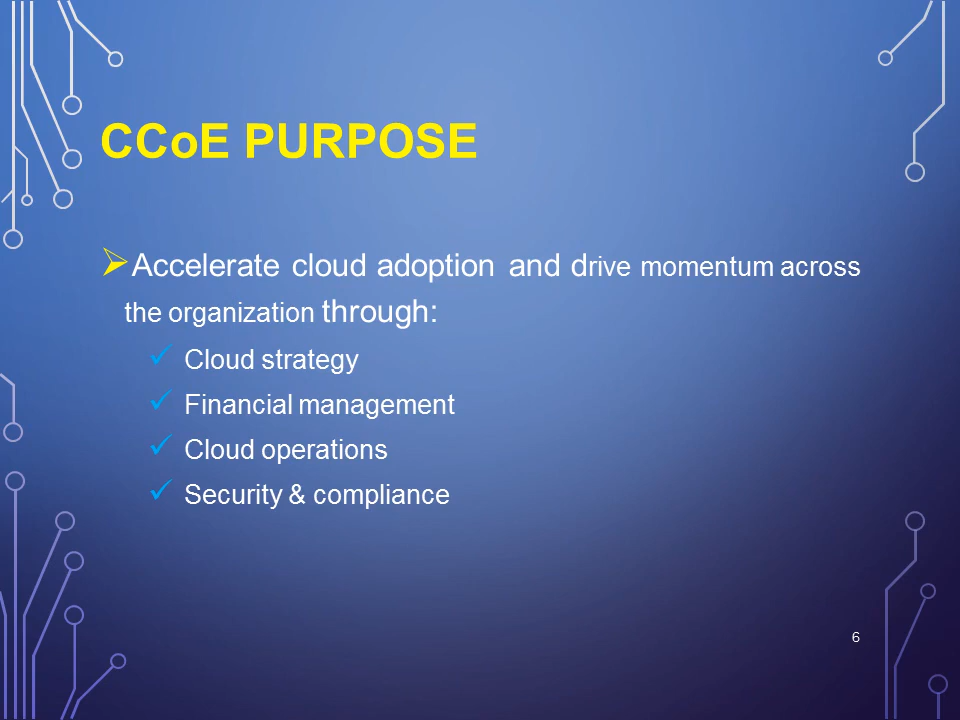 CCoE PURPOSE
Accelerate cloud adoption and drive momentum across
the organization through:
Cloud strategy
Financial management
Cloud operations
Security & compliance
6